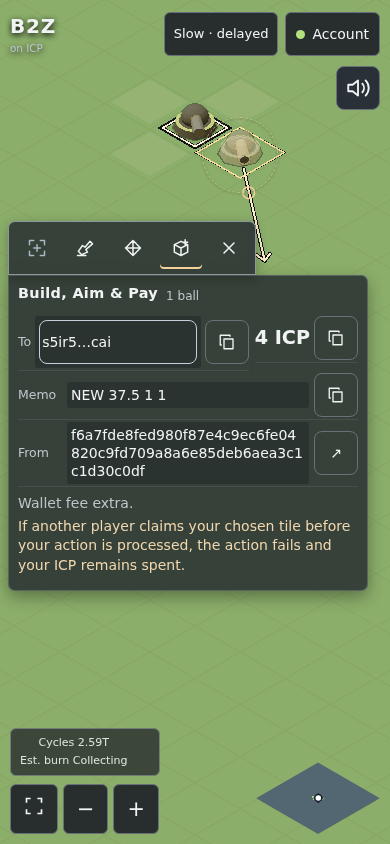 B2Z
on ICP
Slow · delayed
Account
Build, Aim & Pay 1 ball
To s5ir5...cai 4 ICP
Memo NEW 37.5 1 1
From f6a7fde8fed980f87e4c9ec6fe04
820c9fd709a8a6e85deb6aea3c1
c1d30c0df
Wallet fee extra.
If another player claims your chosen tile before
your action is processed, the action fails and
your ICP remains spent.
Cycles 2.59T
Est. burn Collecting